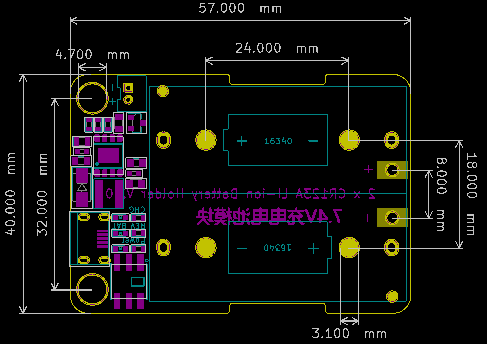 57.000 mm
24.000 mm
4.700 mm
16340
40.000 mm
32.000 mm
8.000 mm
18.000 mm
2 x CR123A Li-ion Battery Holder
7.4V充电电池模块
CHG
REV BAT
Power
16340
3.100 mm